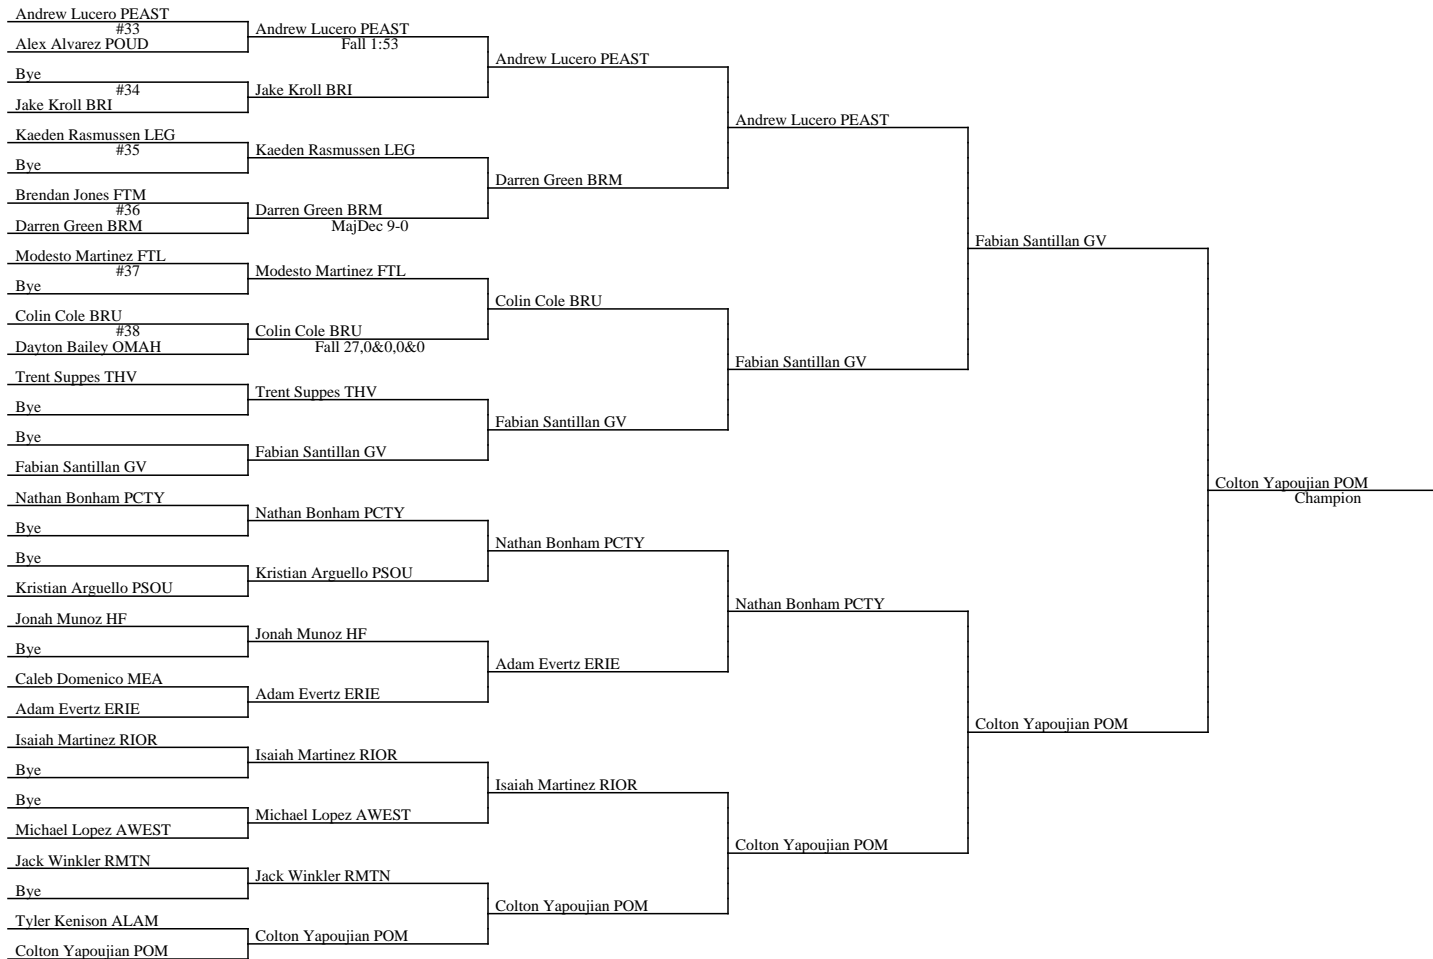 Andrew Lucero PEAST
#33
Alex Alvarez POUD
Bye
#34
Jake Kroll BRI
Kaeden Rasmussen LEG
#35
Bye
Brendan Jones FTM
#36
Darren Green BRM
Modesto Martinez FTL
#37
Bye
Colin Cole BRU
#38
Dayton Bailey OMAH
Trent Suppes THV
Bye
Bye
Fabian Santillan GV
Nathan Bonham PCTY
Bye
Bye
Kristian Arguello PSOU
Jonah Munoz HF
Bye
Caleb Domenico MEA
Adam Evertz ERIE
Isaiah Martinez RIOR
Bye
Bye
Michael Lopez AWEST
Jack Winkler RMTN
Bye
Tyler Kenison ALAM
Colton Yapoujian POM
Andrew Lucero PEAST
Fall 1:53
Jake Kroll BRI
Kaeden Rasmussen LEG
Darren Green BRM
MajDec 9-0
Modesto Martinez FTL
Colin Cole BRU
Fall 27,0&0,0&0
Trent Suppes THV
Fabian Santillan GV
Nathan Bonham PCTY
Kristian Arguello PSOU
Jonah Munoz HF
Adam Evertz ERIE
Isaiah Martinez RIOR
Michael Lopez AWEST
Jack Winkler RMTN
Colton Yapoujian POM
Andrew Lucero PEAST
Darren Green BRM
Colin Cole BRU
Fabian Santillan GV
Nathan Bonham PCTY
Adam Evertz ERIE
Isaiah Martinez RIOR
Colton Yapoujian POM
Andrew Lucero PEAST
Fabian Santillan GV
Nathan Bonham PCTY
Colton Yapoujian POM
Fabian Santillan GV
Colton Yapoujian POM
Colton Yapoujian POM
Champion